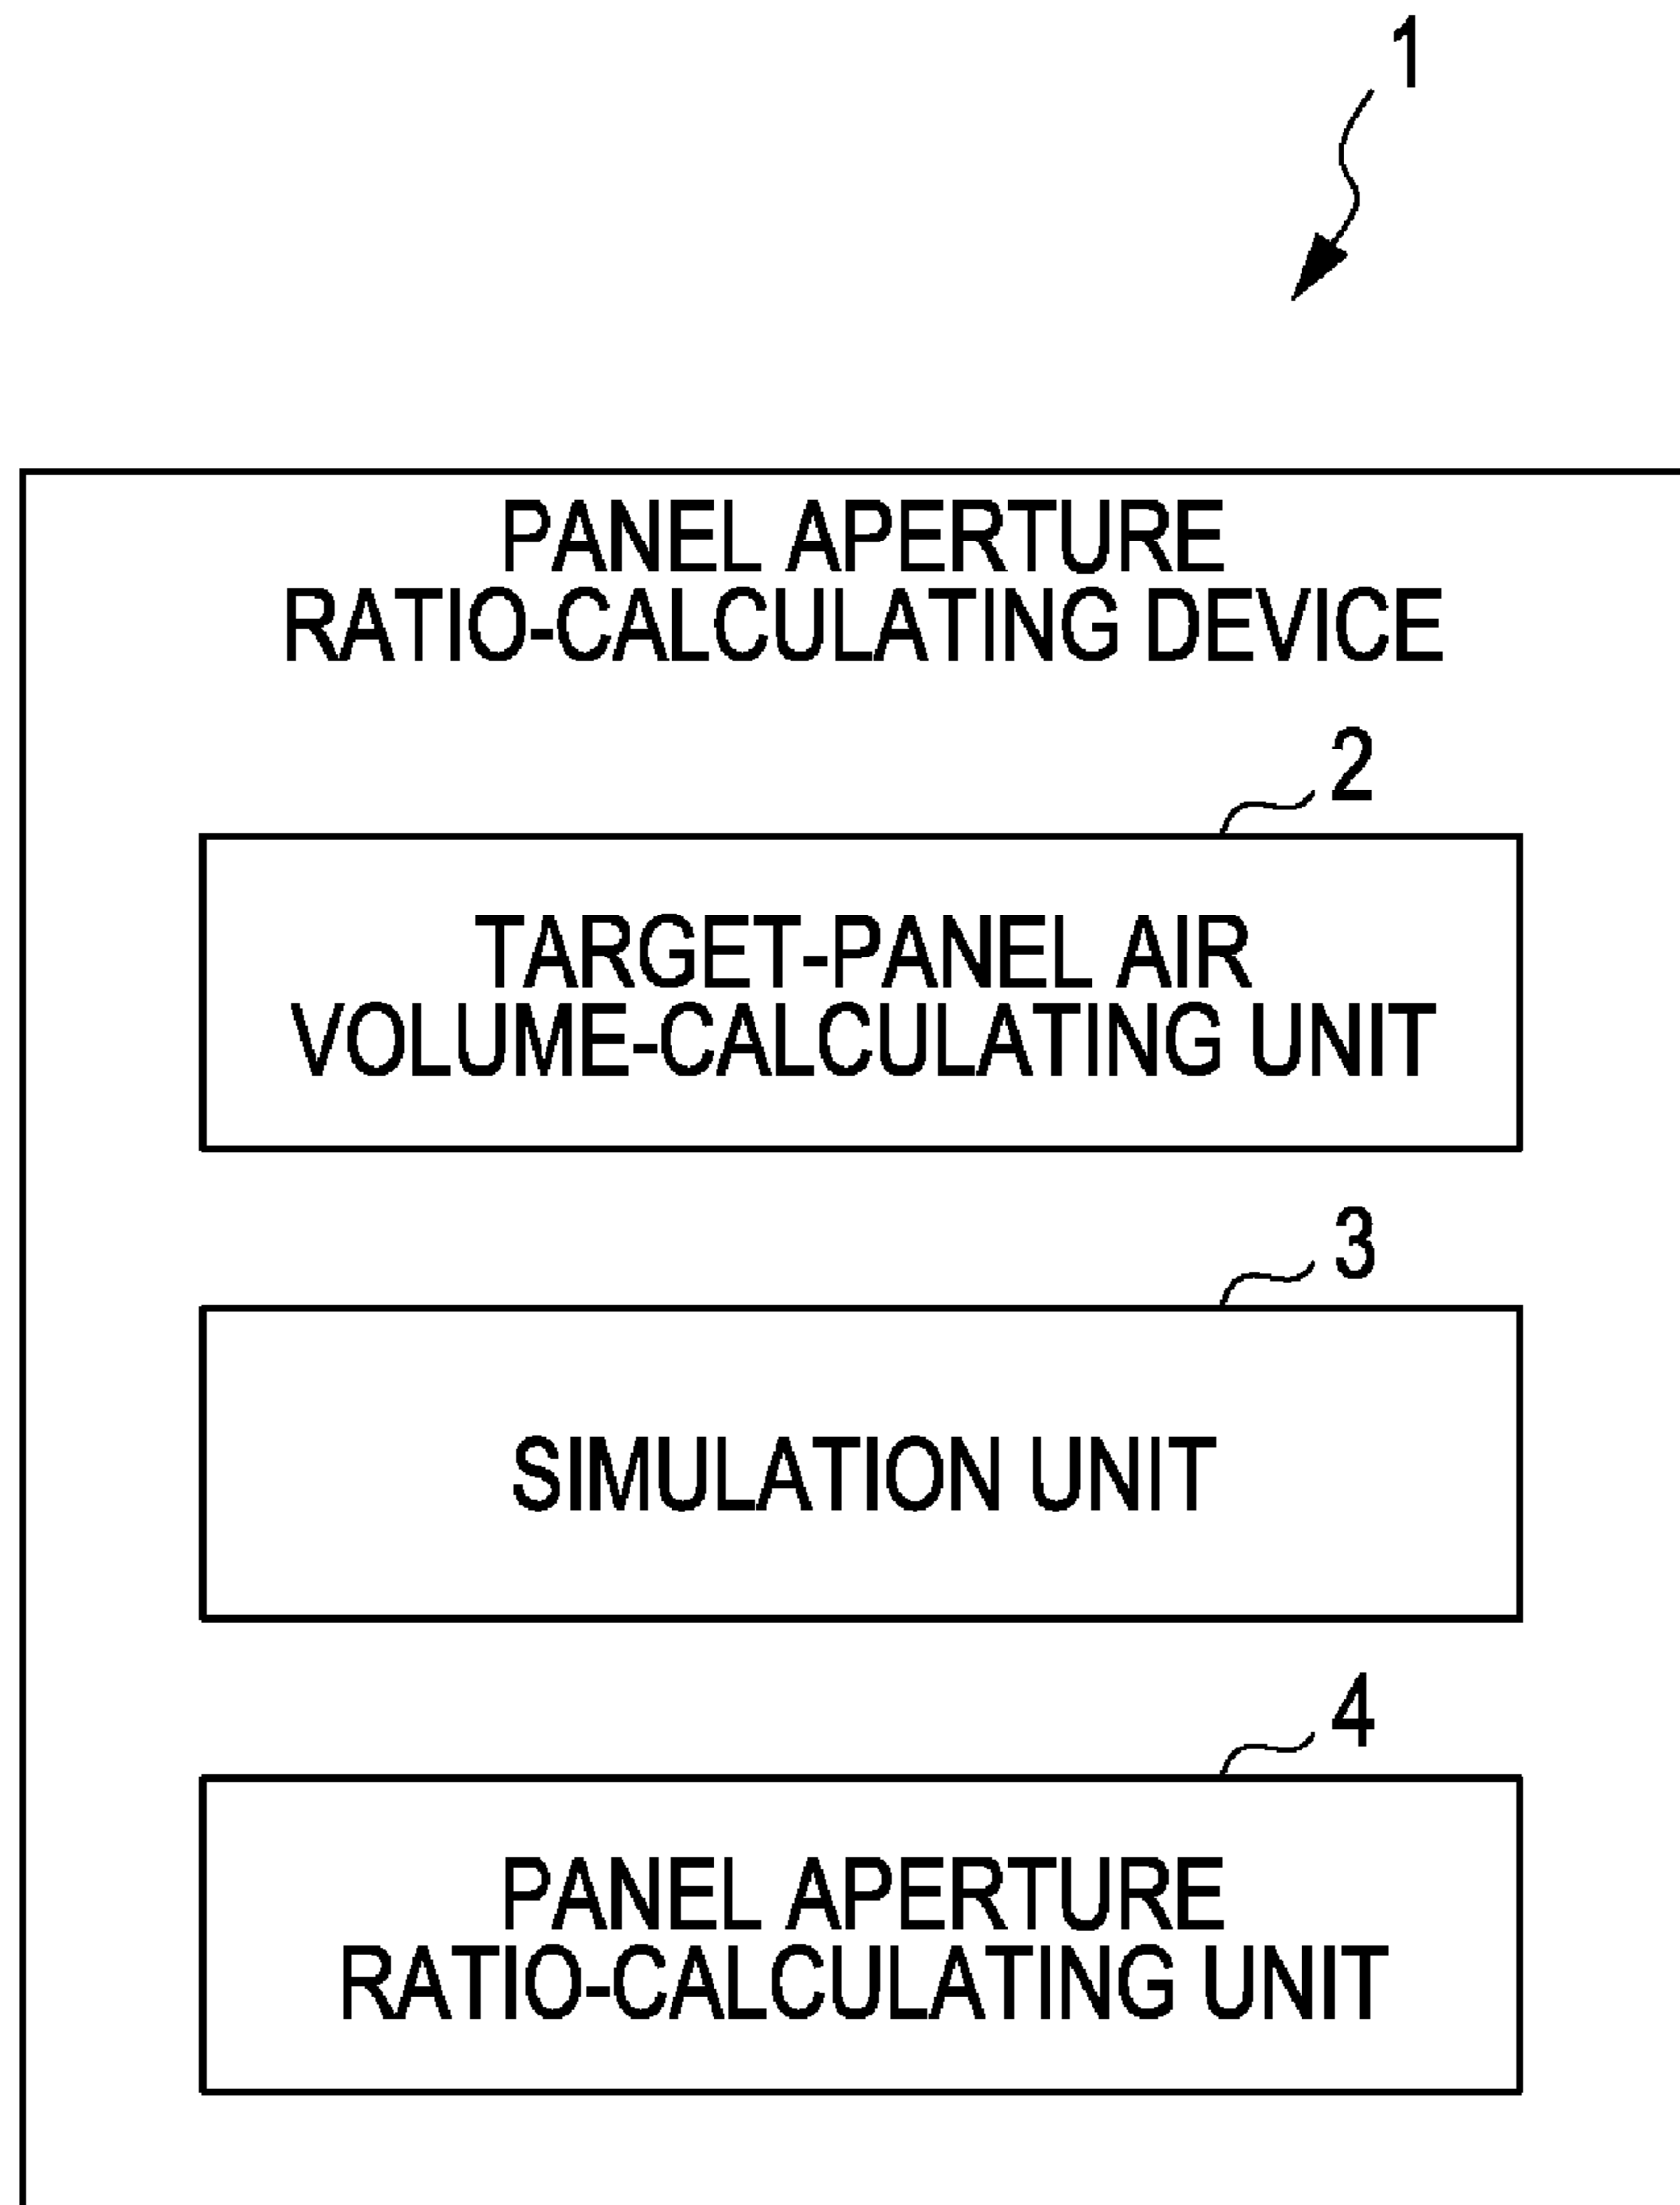 1
PANEL APERTURE
RATIO-CALCULATING DEVICE
2
TARGET-PANEL AIR
VOLUME-CALCULATING UNIT
3
SIMULATION UNIT
4
PANEL APERTURE
RATIO-CALCULATING UNIT